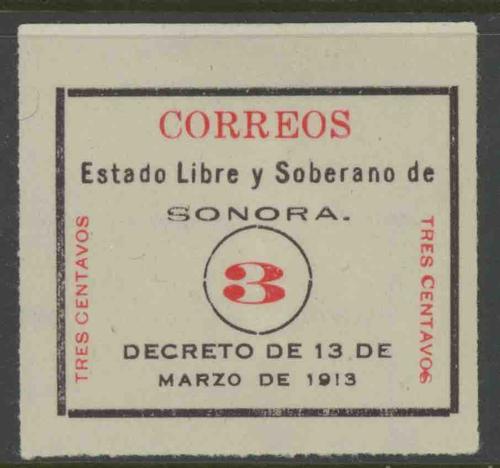 CORREOS
Estado Libre y Soberano de
SONORA.
TRES CENTAVOS
3
TRES CENTAVOS
DECRETO DE 13 DE
MARZO DE 1913